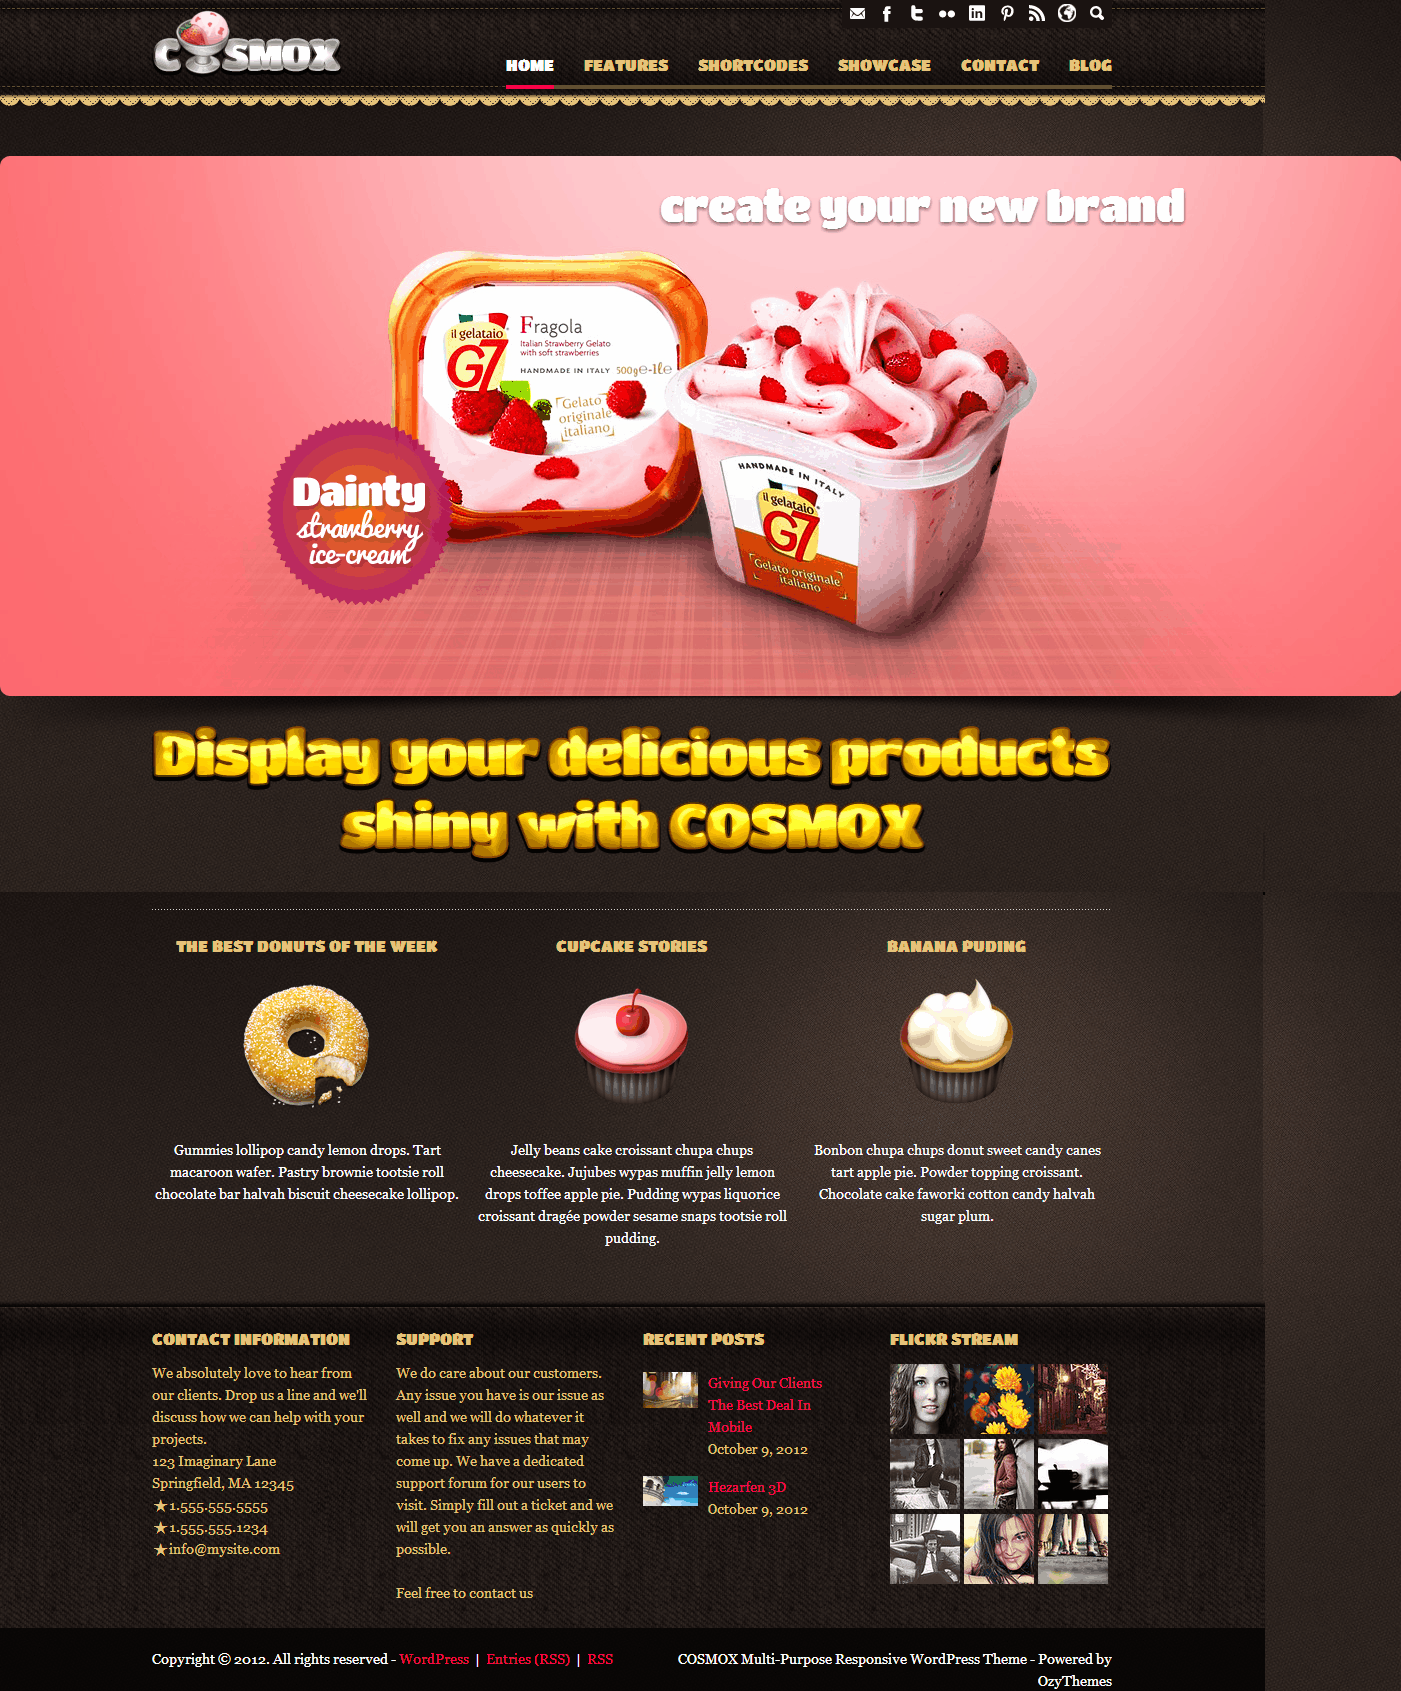 COSMOX
HOME FEATURES SHORTCODES SHOWCASE CONTACT BLOG
create your new brand
il gelataio
G7
Fragola
Italian Strawberry Gelato
with soft strawberries
HANDMADE IN ITALY 500g℮-1l℮
Gelato
originale
italiano
HANDMADE IN ITALY
il gelataio
G7
Gelato originale
italiano
Dainty
strawberry
ice-cream
Display your delicious products
shiny with COSMOX
THE BEST DONUTS OF THE WEEK
Gummies lollipop candy lemon drops. Tart
macaroon wafer. Pastry brownie tootsie roll
chocolate bar halvah biscuit cheesecake lollipop.
CUPCAKE STORIES
Jelly beans cake croissant chupa chups
cheesecake. Jujubes wypas muffin jelly lemon
drops toffee apple pie. Pudding wypas liquorice
croissant dragée powder sesame snaps tootsie roll
pudding.
BANANA PUDING
Bonbon chupa chups donut sweet candy canes
tart apple pie. Powder topping croissant.
Chocolate cake faworki cotton candy halvah
sugar plum.
CONTACT INFORMATION
We absolutely love to hear from
our clients. Drop us a line and we'll
discuss how we can help with your
projects.
123 Imaginary Lane
Springfield, MA 12345
★1.555.555.5555
★1.555.555.1234
★info@mysite.com
SUPPORT
We do care about our customers.
Any issue you have is our issue as
well and we will do whatever it
takes to fix any issues that may
come up. We have a dedicated
support forum for our users to
visit. Simply fill out a ticket and we
will get you an answer as quickly as
possible.
Feel free to contact us
RECENT POSTS
Giving Our Clients
The Best Deal In
Mobile
October 9, 2012
Hezarfen 3D
October 9, 2012
FLICKR STREAM
Copyright © 2012. All rights reserved - WordPress | Entries (RSS) | RSS
COSMOX Multi-Purpose Responsive WordPress Theme - Powered by
OzyThemes